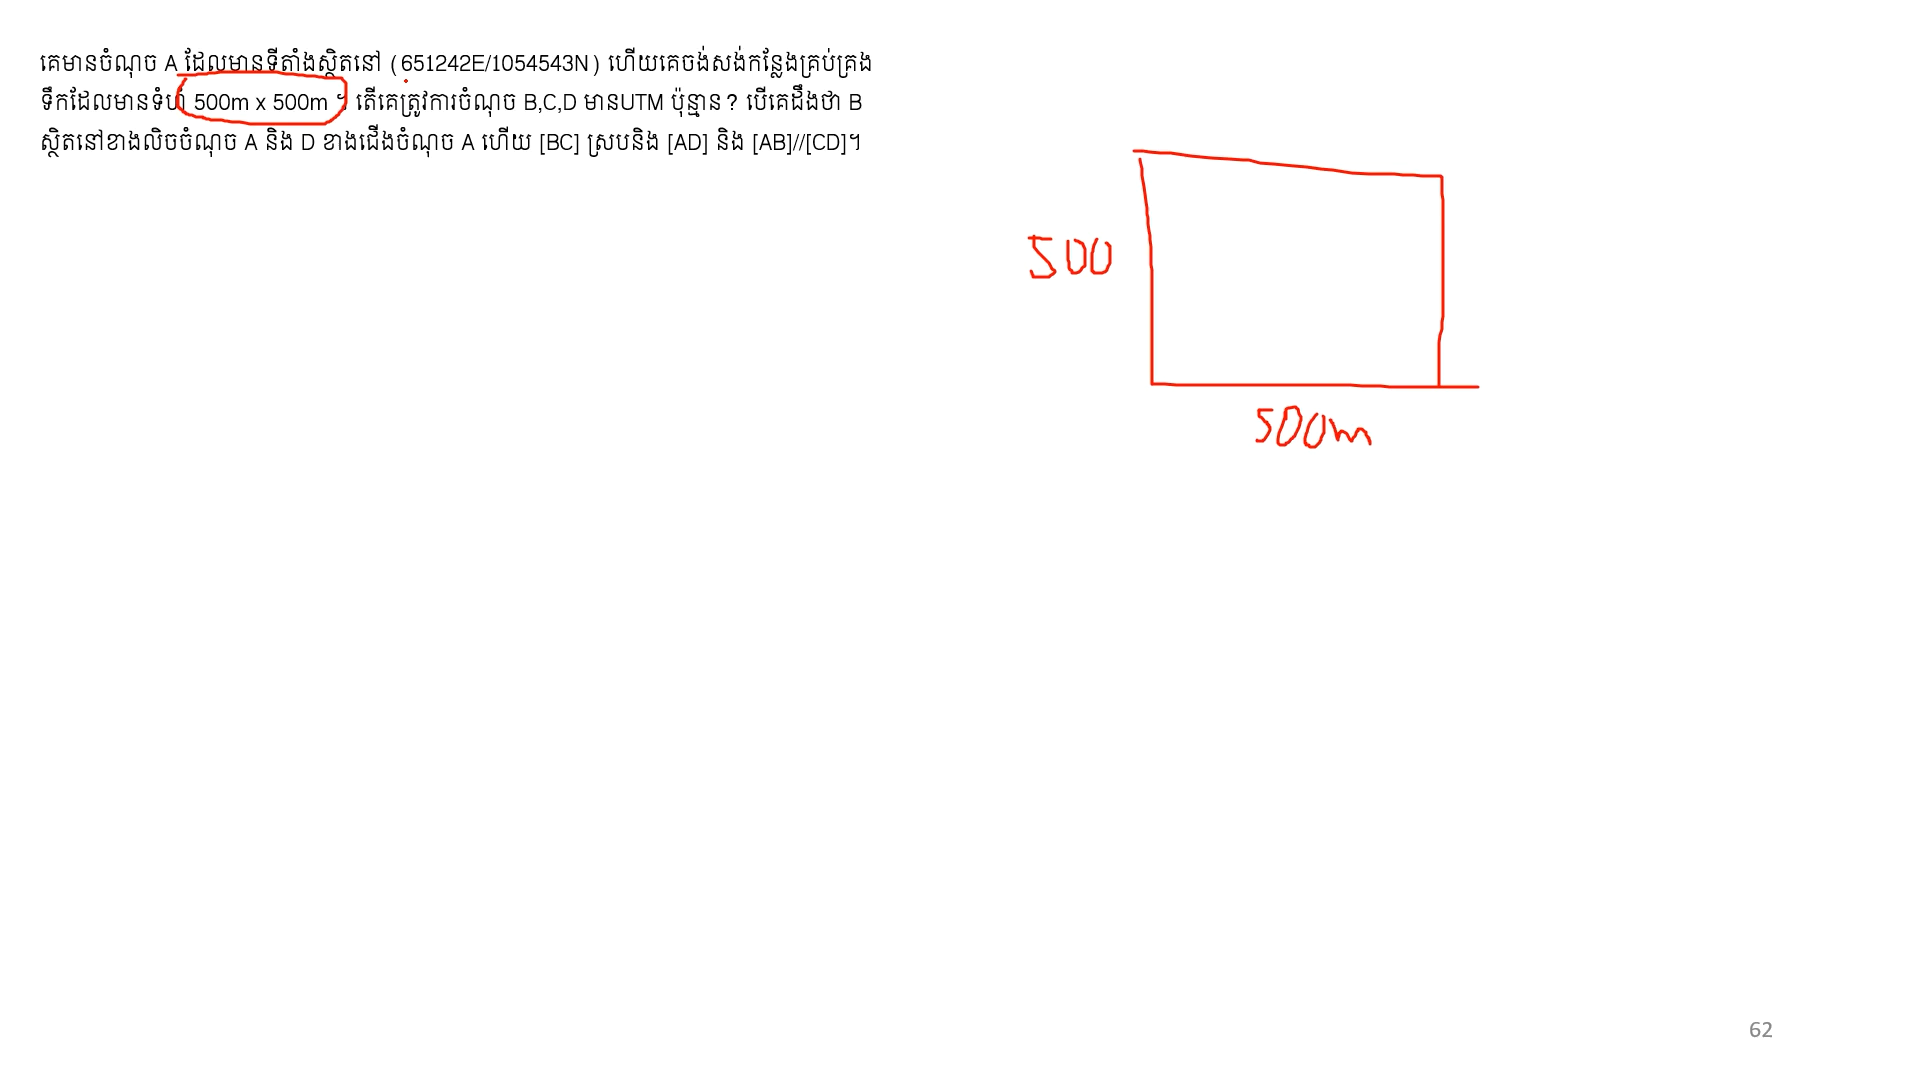 គេមានចំណុច A ដែលមានទីតាំងស្ថិតនៅ (651242E/1054543N) ហើយគេចង់សង់កន្លែងគ្រប់គ្រង
ទឹកដែលមានទំហំ 500m x 500m ។ តើគេត្រូវការចំណុច B,C,D មានUTM ប៉ុន្មាន? បើគេដឹងថា B
ស្ថិតនៅខាងលិចចំណុច A និង D ខាងជើងចំណុច A ហើយ [BC] ស្របនិង [AD] និង [AB]//[CD]។
500
500m
62